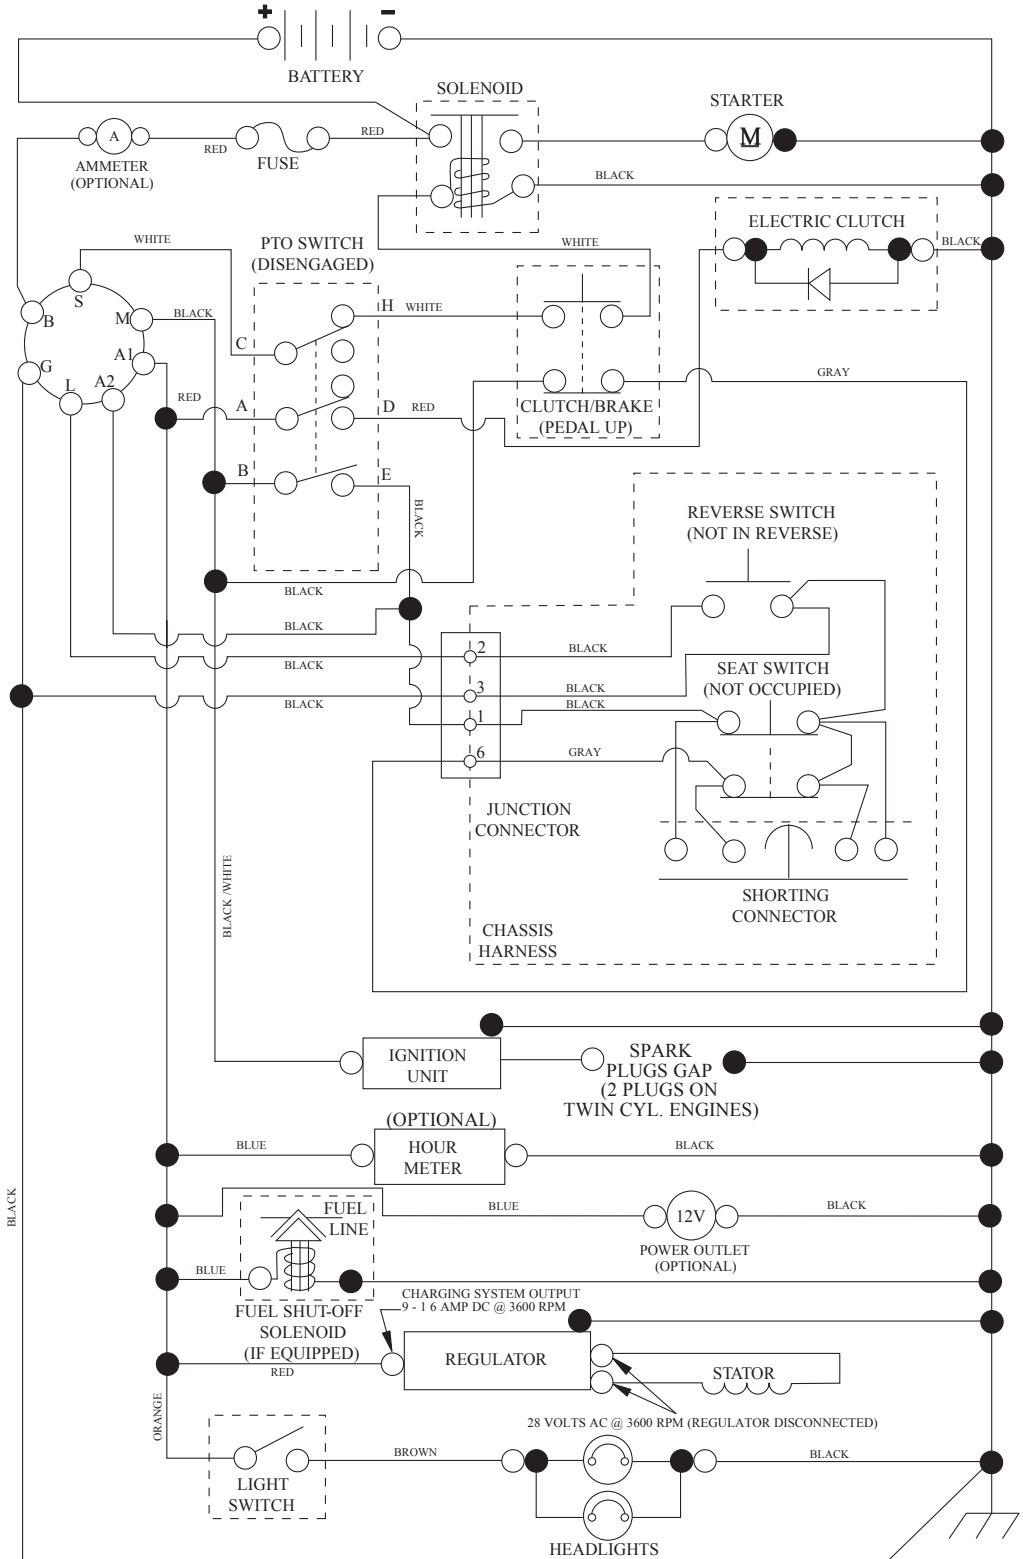 +
-
BATTERY
SOLENOID
STARTER
A
RED
FUSE
RED
M
AMMETER
(OPTIONAL)
BLACK
ELECTRIC CLUTCH
BLACK
WHITE
PTO SWITCH
(DISENGAGED)
WHITE
S
B
M
BLACK
H
WHITE
G
A1
C
GRAY
L
A2
RED
A
D
RED
CLUTCH/BRAKE
(PEDAL UP)
B
E
BLACK
REVERSE SWITCH
(NOT IN REVERSE)
BLACK
BLACK
2
BLACK
BLACK
SEAT SWITCH
(NOT OCCUPIED)
3
BLACK
BLACK
BLACK
1
6
GRAY
JUNCTION
CONNECTOR
BLACK /WHITE
SHORTING
CONNECTOR
CHASSIS
HARNESS
IGNITION
UNIT
SPARK
PLUGS GAP
(2 PLUGS ON
TWIN CYL. ENGINES)
(OPTIONAL)
HOUR
METER
BLUE
BLACK
BLACK
FUEL
LINE
BLUE
12V
BLACK
POWER OUTLET
(OPTIONAL)
BLUE
CHARGING SYSTEM OUTPUT
9 - 1 6 AMP DC @ 3600 RPM
FUEL SHUT-OFF
SOLENOID
(IF EQUIPPED)
RED
REGULATOR
STATOR
ORANGE
28 VOLTS AC @ 3600 RPM (REGULATOR DISCONNECTED)
BROWN
BLACK
LIGHT
SWITCH
HEADLIGHTS